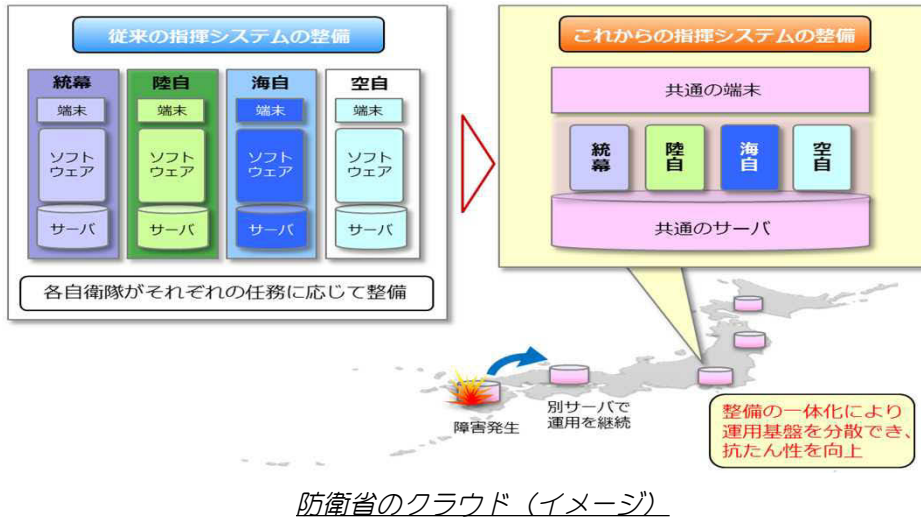 従来の指揮システムの整備
統幕
端末
ソフト
ウェア
サーバ
陸自
端末
ソフト
ウェア
サーバ
海自
端末
ソフト
ウェア
サーバ
空自
端末
ソフト
ウェア
サーバ
各自衛隊がそれぞれの任務に応じて整備
これからの指揮システムの整備
共通の端末
統幕
陸自
海自
空自
共通のサーバ
障害発生
別サーバで
運用を継続
整備の一体化により
運用基盤を分散でき、
抗たん性を向上
防衛省のクラウド（イメージ）